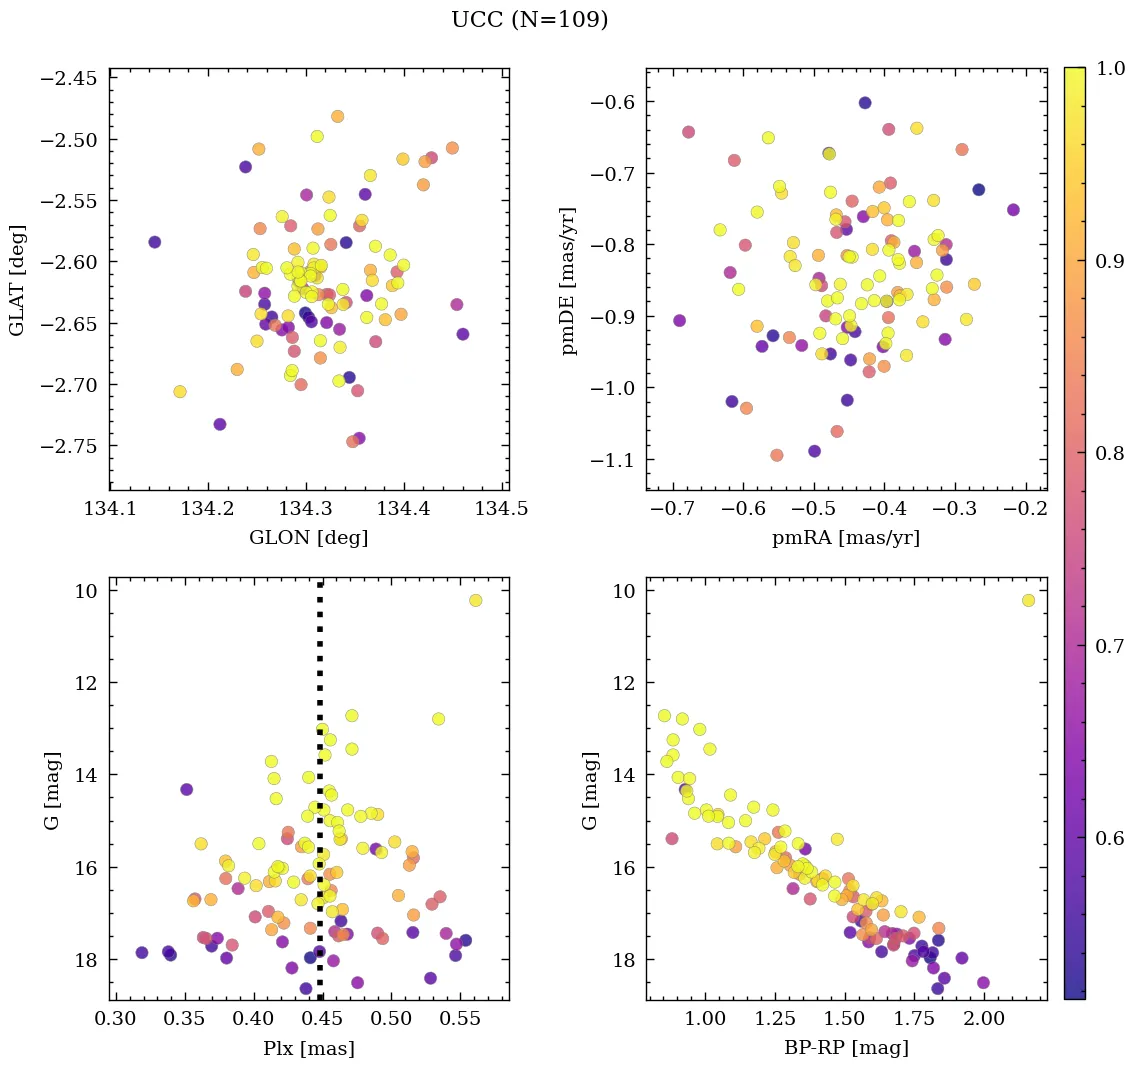 UCC (N=109)
−2.45
−2.50
−2.55
−2.60
−2.65
−2.70
−2.75
GLAT [deg]
134.1 134.2 134.3 134.4 134.5
GLON [deg]
−0.6
−0.7
−0.8
−0.9
−1.0
−1.1
pmDE [mas/yr]
−0.7 −0.6 −0.5 −0.4 −0.3 −0.2
pmRA [mas/yr]
1.0
0.9
0.8
0.7
0.6
10
12
14
16
18
G [mag]
0.30 0.35 0.40 0.45 0.50 0.55
Plx [mas]
10
12
14
16
18
G [mag]
1.00 1.25 1.50 1.75 2.00
BP-RP [mag]